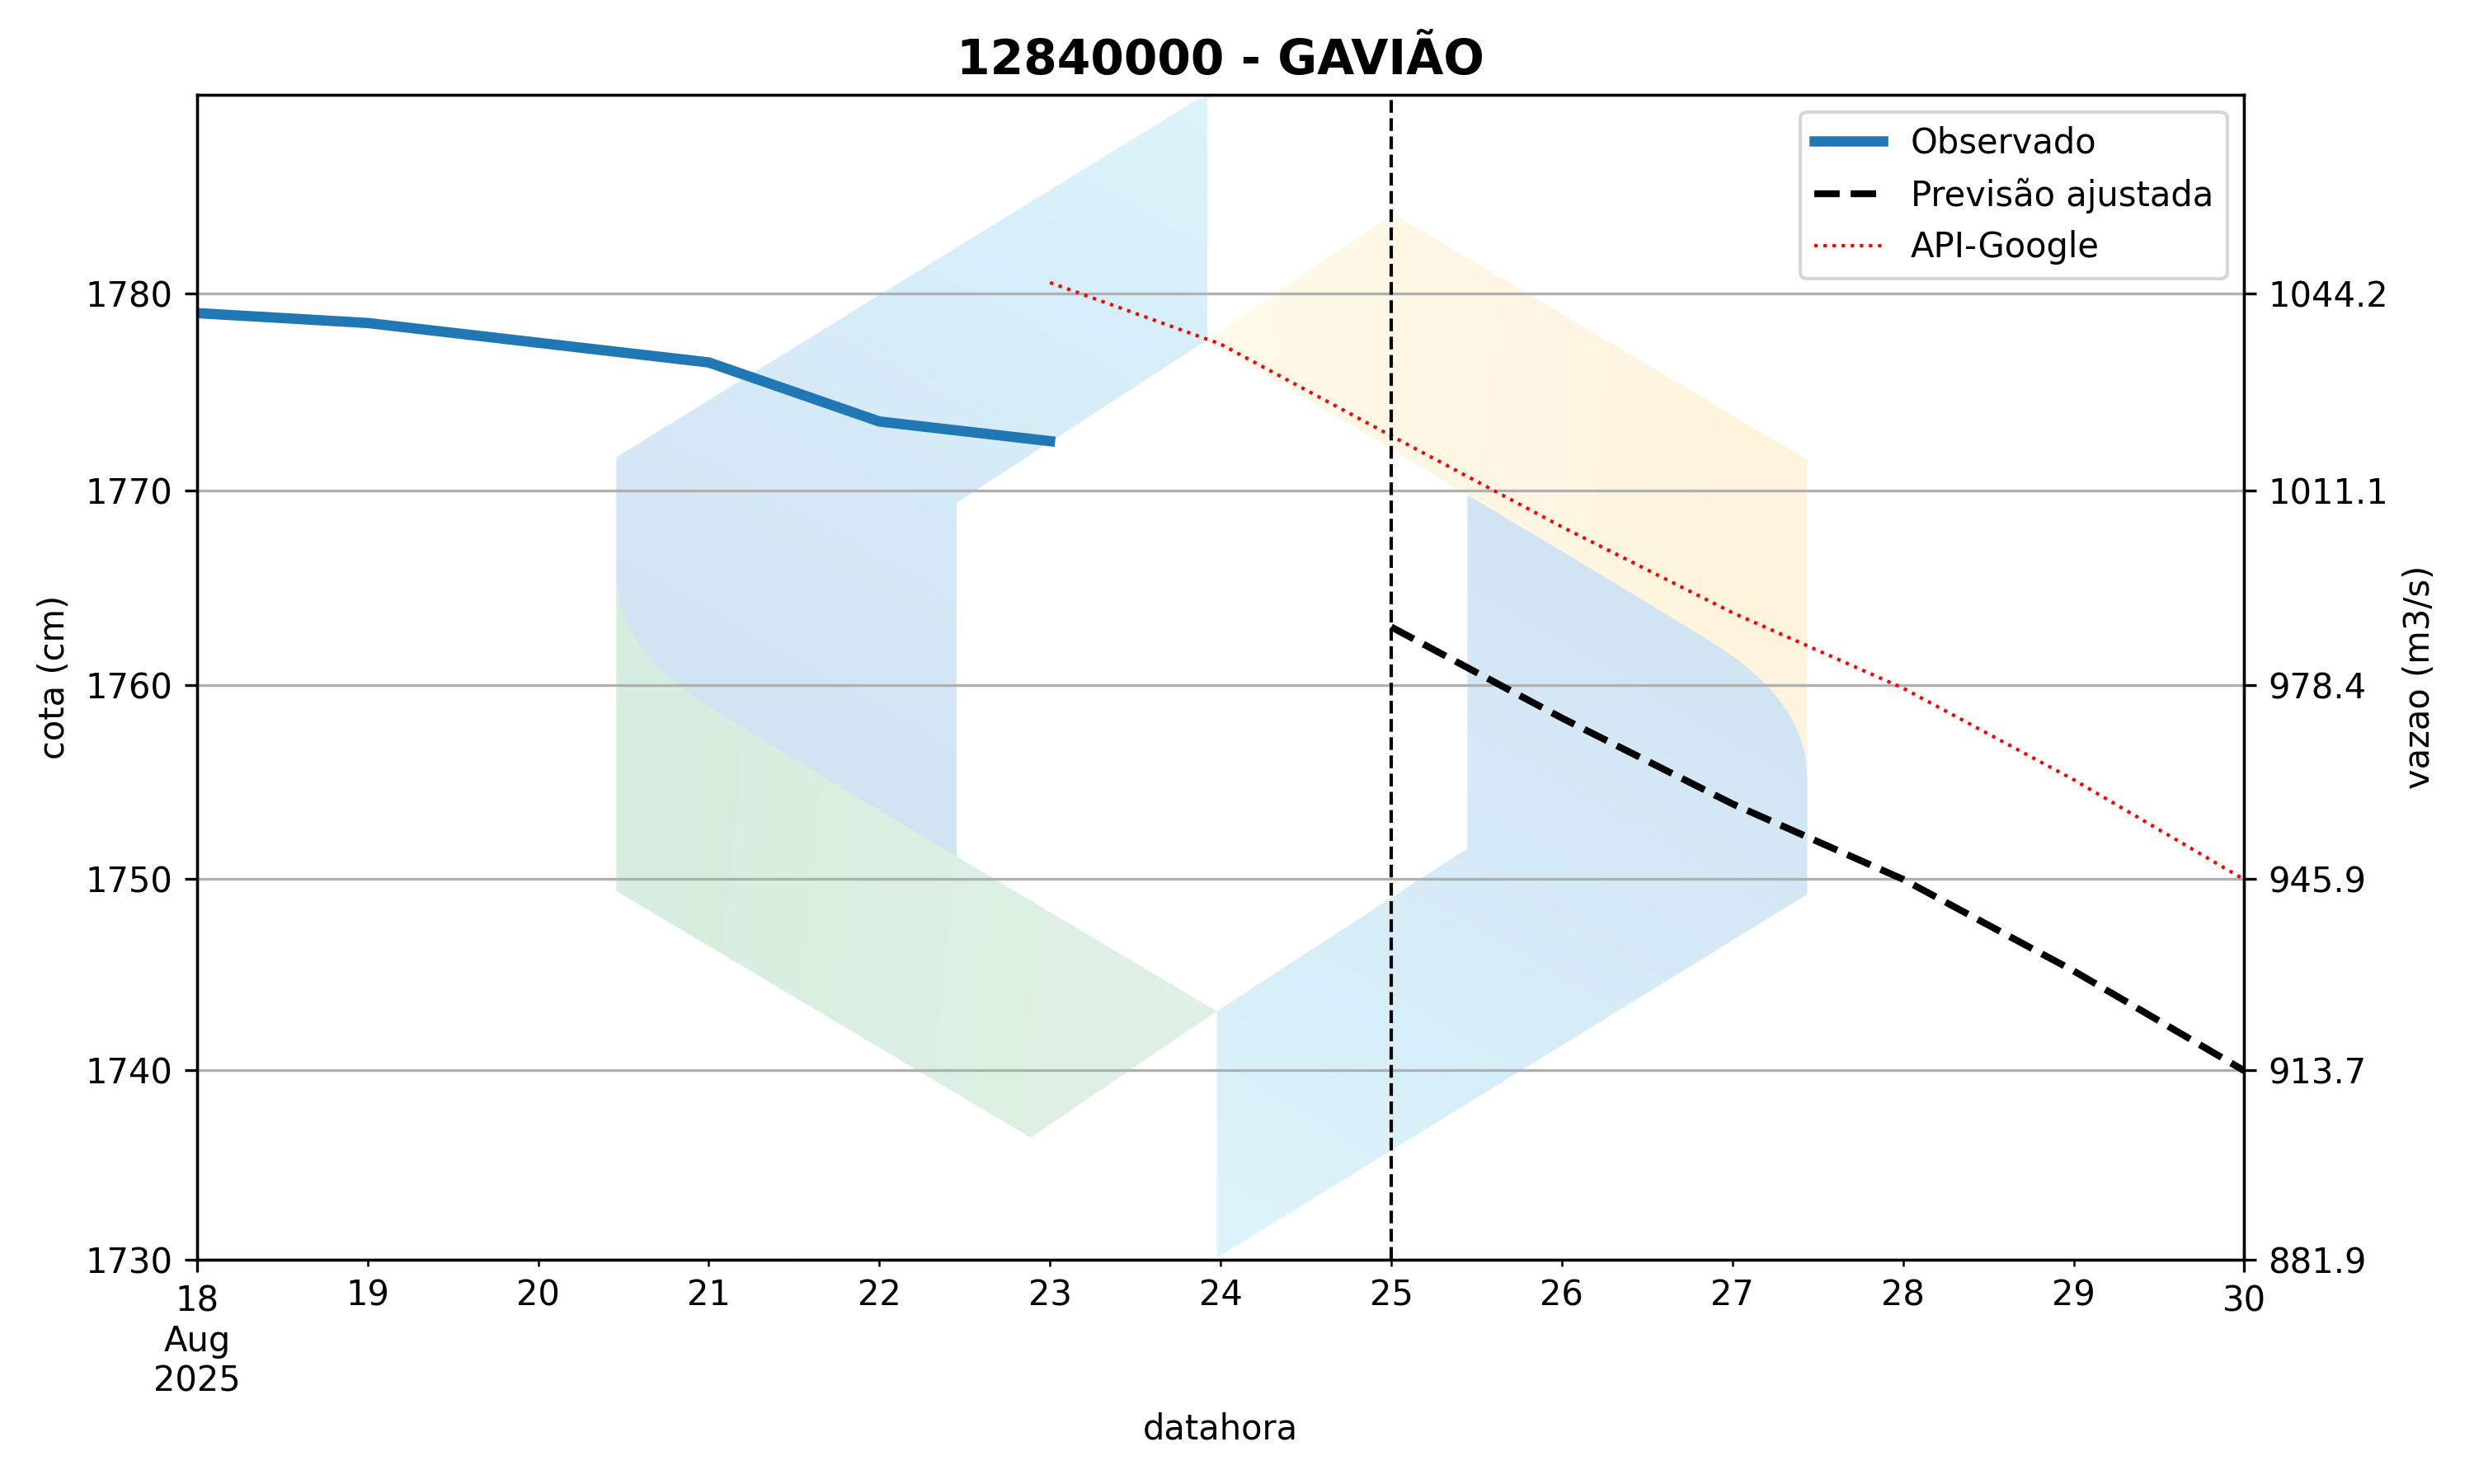 12840000 - GAVIÃO
Observado
Previsão ajustada
API-Google
1780
1770
1760
1750
1740
1730
cota (cm)
1044.2
1011.1
978.4
945.9
913.7
881.9
vazao (m3/s)
18 19 20 21 22 23 24 25 26 27 28 29 30
Aug
2025
datahora